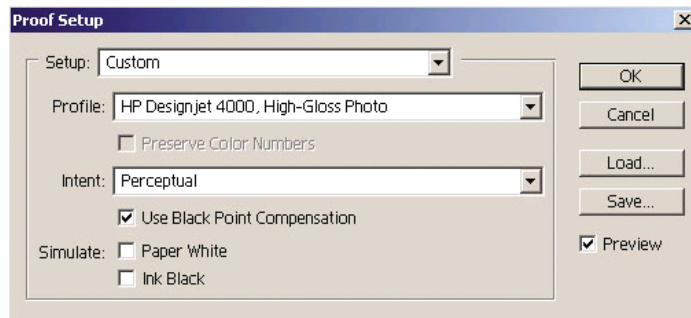 Proof Setup
Setup: Custom
OK
Profile: HP Designjet 4000, High-Gloss Photo
Cancel
Preserve Color Numbers
Load...
Intent: Perceptual
Save...
Use Black Point Compensation
Preview
Simulate: Paper White
Ink Black